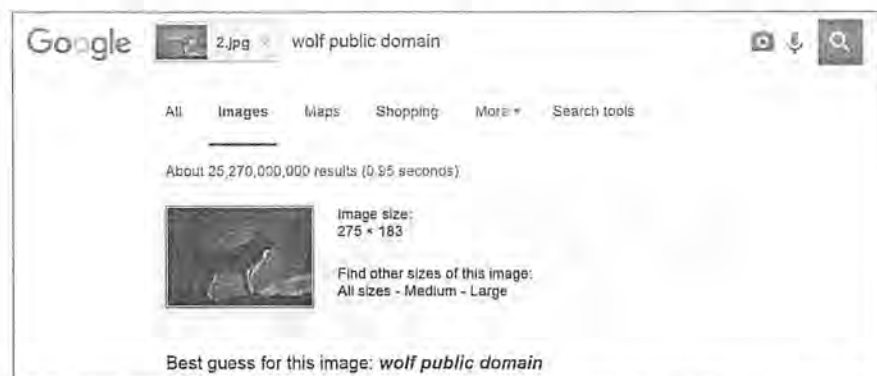 Google 2.jpg × wolf public domain
All Images Maps Shopping More ▾ Search tools
About 25,270,000,000 results (0.95 seconds)
Image size:
275 × 183
Find other sizes of this image:
All sizes - Medium - Large
Best guess for this image: wolf public domain